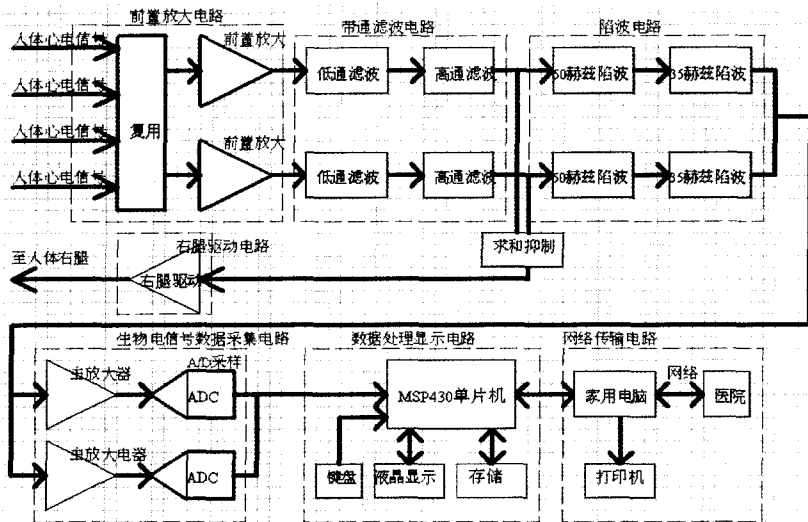 前置放大电路
带通滤波电路
陷波电路
人体心电信号
人体心电信号
人体心电信号
人体心电信号
复用
前置放大
前置放大
低通滤波
高通滤波
50赫兹陷波
35赫兹陷波
低通滤波
高通滤波
50赫兹陷波
35赫兹陷波
求和抑制
右腿驱动电路
至人体右腿
右腿驱动
生物电信号数据采集电路
数据处理显示电路
网络传输电路
主放大器
A/D采样
ADC
主放大电器
ADC
MSP430单片机
键盘
液晶显示
存储
家用电脑
网络
医院
打印机